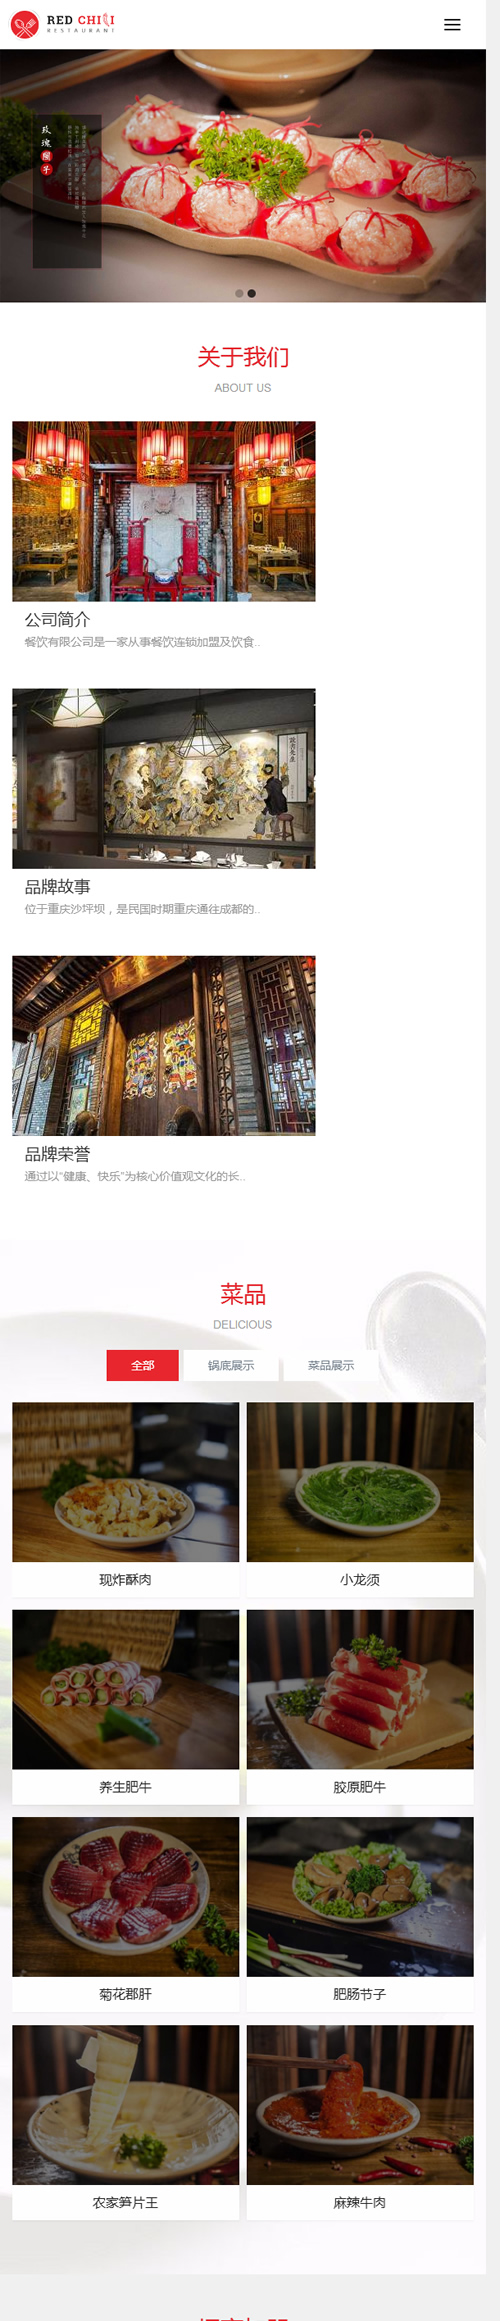 RED CHILI
RESTAURANT
玫瑰圆子
关于我们
ABOUT US
公司简介
餐饮有限公司是一家从事餐饮连锁加盟及饮食..
品牌故事
位于重庆沙坪坝，是民国时期重庆通往成都的..
品牌荣誉
通过以“健康、快乐”为核心价值观文化的长..
菜品
DELICIOUS
全部 锅底展示 菜品展示
现炸酥肉 小龙须
养生肥牛 胶原肥牛
菊花郡肝 肥肠节子
农家笋片王 麻辣牛肉